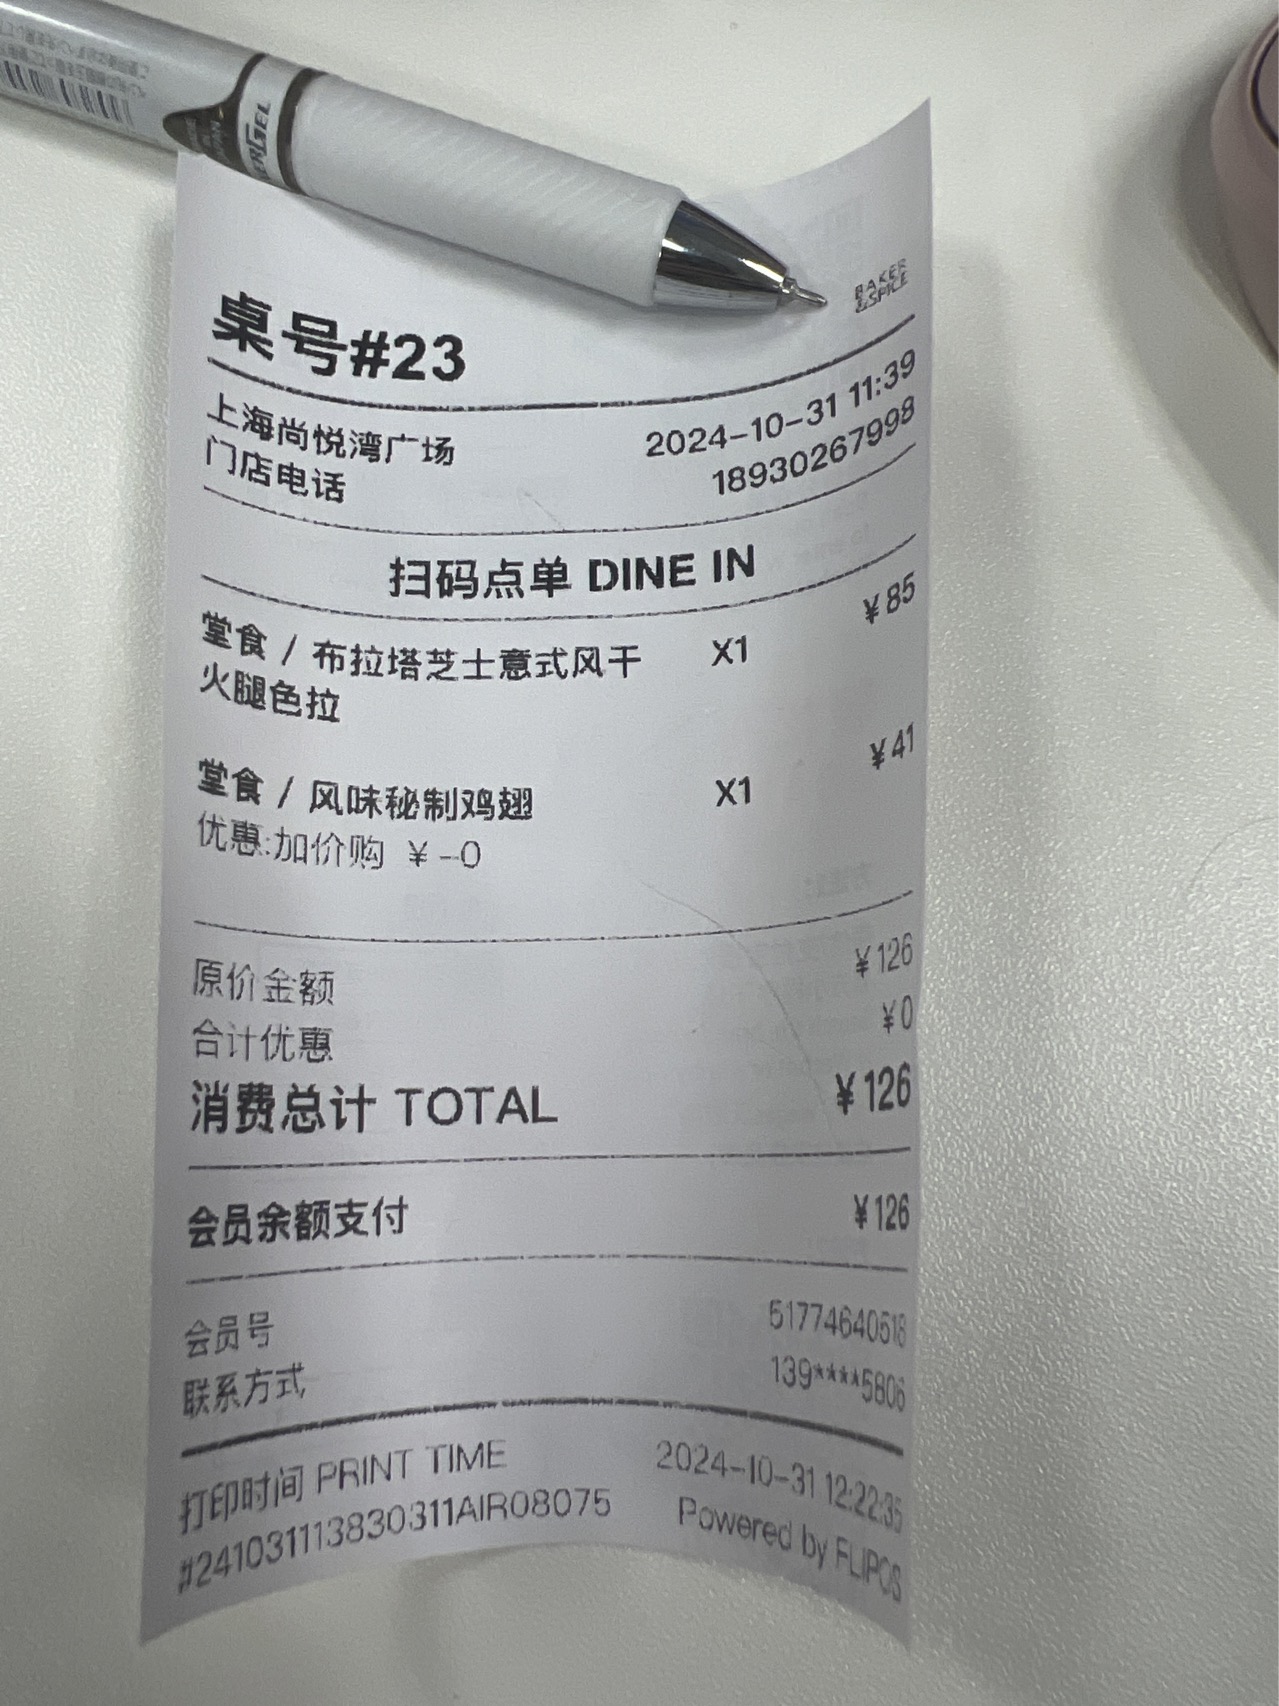 BAKER
&SPICE
桌号#23
上海尚悦湾广场 2024-10-31 11:39
门店电话 18930267998
扫码点单 DINE IN
堂食 / 布拉塔芝士意式风干 X1 ¥85
火腿色拉
堂食 / 风味秘制鸡翅 X1 ¥41
优惠:加价购 ¥-0
原价金额 ¥126
合计优惠 ¥0
消费总计 TOTAL ¥126
会员余额支付 ¥126
会员号 51774640518
联系方式 139****5806
打印时间 PRINT TIME 2024-10-31 12:22:35
#241031113830311AIR08075 Powered by FLIPOS